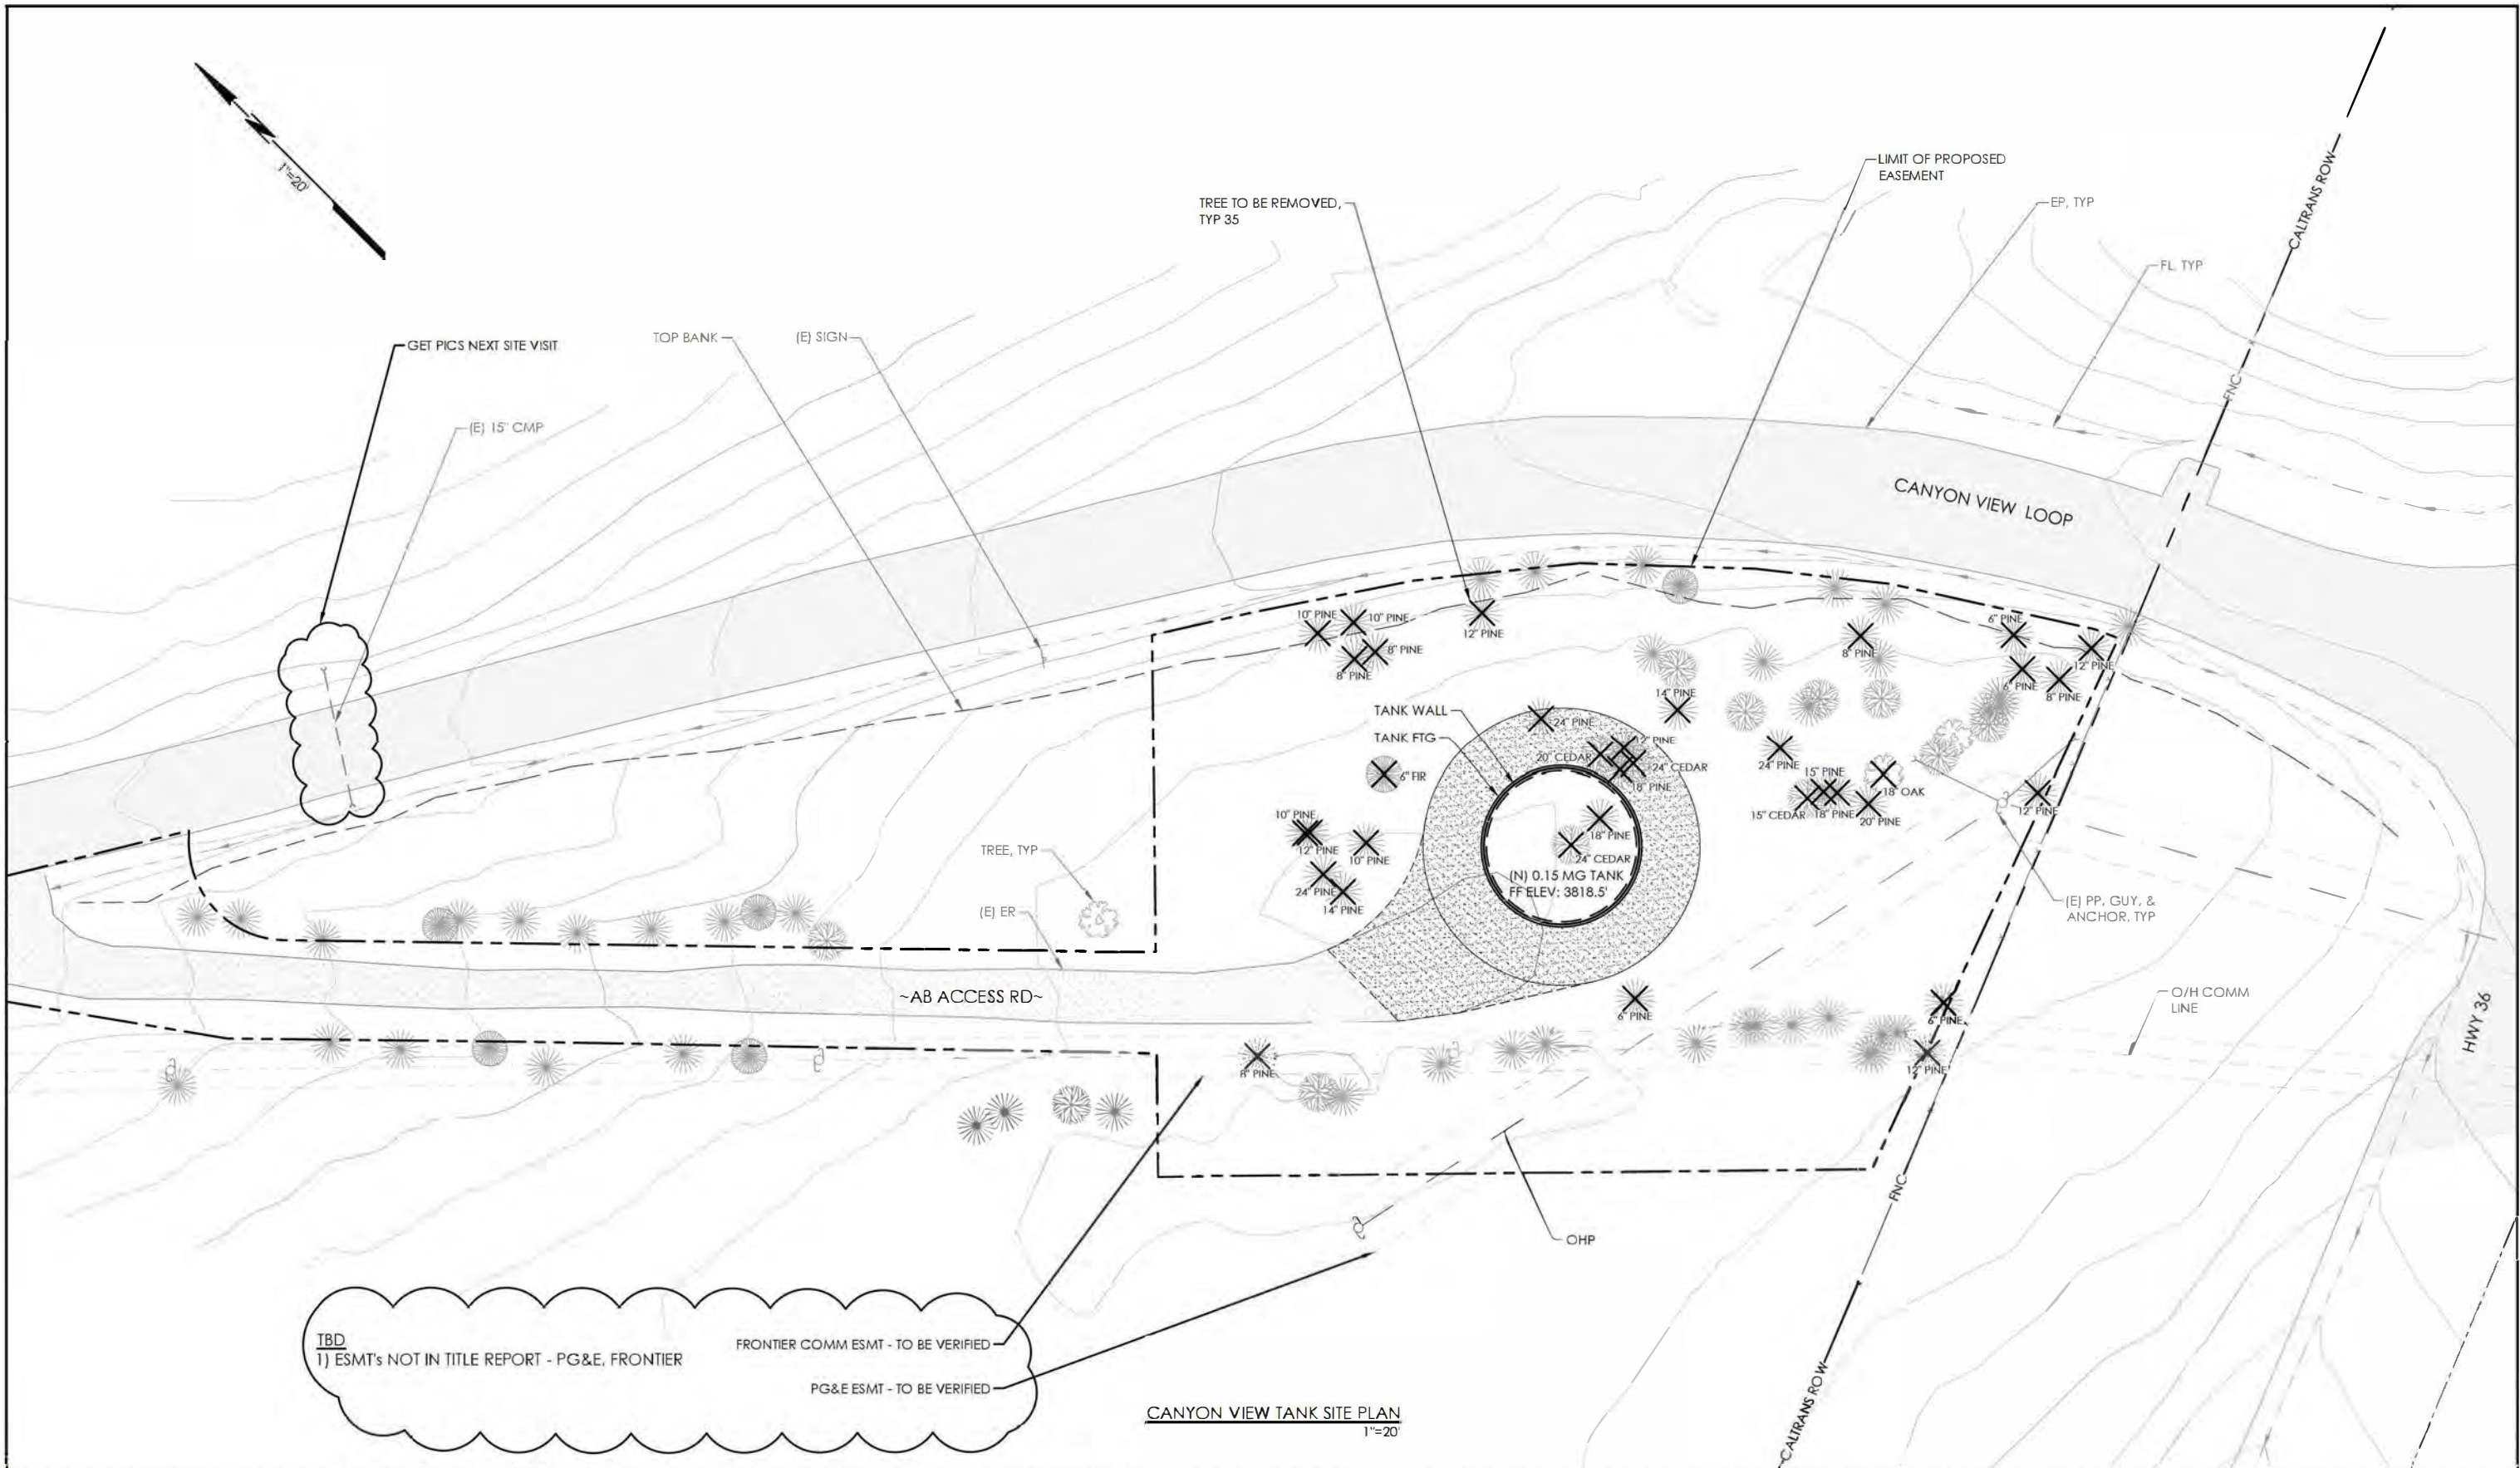 1"=20'
LIMIT OF PROPOSED
EASEMENT
TREE TO BE REMOVED,
TYP 35
EP, TYP
CALTRANS ROW
FL, TYP
GET PICS NEXT SITE VISIT
TOP BANK
(E) SIGN
FNC
(E) 15" CMP
CANYON VIEW LOOP
10" PINE
10" PINE
12" PINE
8" PINE
8" PINE
6" PINE
8" PINE
12" PINE
6" PINE
8" PINE
14" PINE
TANK WALL
24" PINE
TANK FTG
12" PINE
20" CEDAR
24" CEDAR
18" PINE
6" FIR
24" PINE
15" PINE
18" OAK
15" CEDAR
18" PINE
20" PINE
12" PINE
10" PINE
12" PINE
10" PINE
18" PINE
24" CEDAR
24" PINE
14" PINE
(N) 0.15 MG TANK
FF ELEV: 3818.5'
TREE, TYP
(E) ER
(E) PP, GUY, &
ANCHOR, TYP
~AB ACCESS RD~
6" PINE
6" PINE
O/H COMM
LINE
HWY 36
8" PINE
12" PINE
FNC
OHP
TBD
1) ESMT's NOT IN TITLE REPORT - PG&E, FRONTIER
FRONTIER COMM ESMT - TO BE VERIFIED
PG&E ESMT - TO BE VERIFIED
CALTRANS ROW
CANYON VIEW TANK SITE PLAN
1"=20'